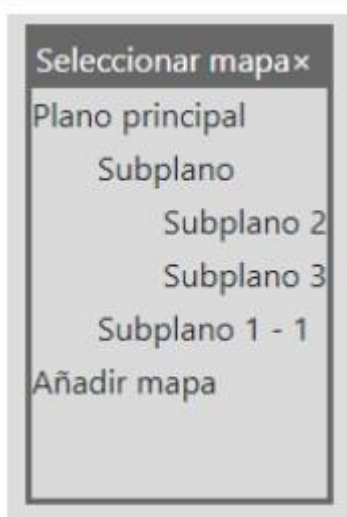 Seleccionar mapa×
Plano principal
Subplano
Subplano 2
Subplano 3
Subplano 1 - 1
Añadir mapa